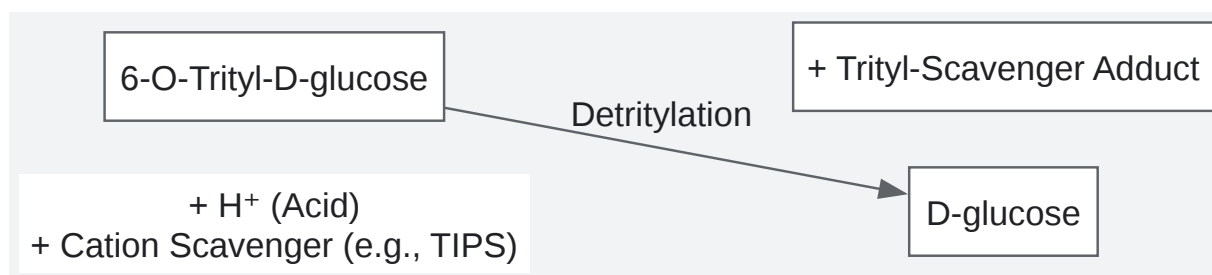 6-O-Trityl-D-glucose
+ Trityl-Scavenger Adduct
Detritylation
+ H⁺ (Acid)
+ Cation Scavenger (e.g., TIPS)
D-glucose